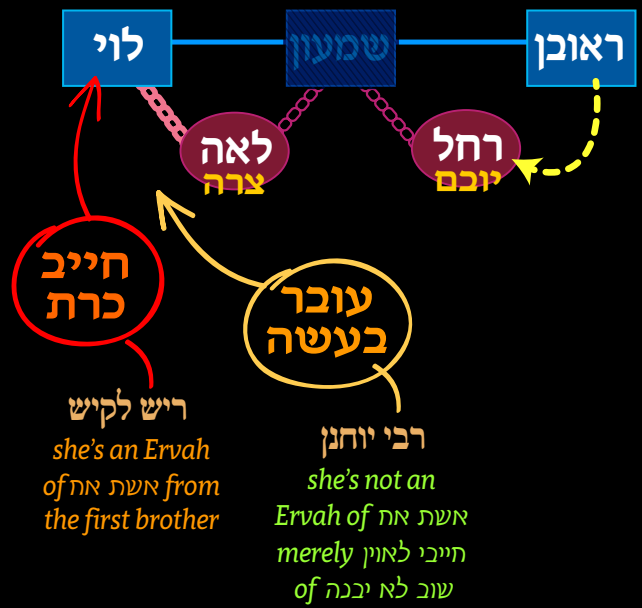 ראובן
שמעון
לוי
רחל
יוכם
לאה
צרה
חייב
כרת
עובר
בעשה
ריש לקיש
she's an Ervah
of אשת אח from
the first brother
רבי יוחנן
she's not an
Ervah of אשת אח
merely חייבי לאוין
of שוב לא יבנה